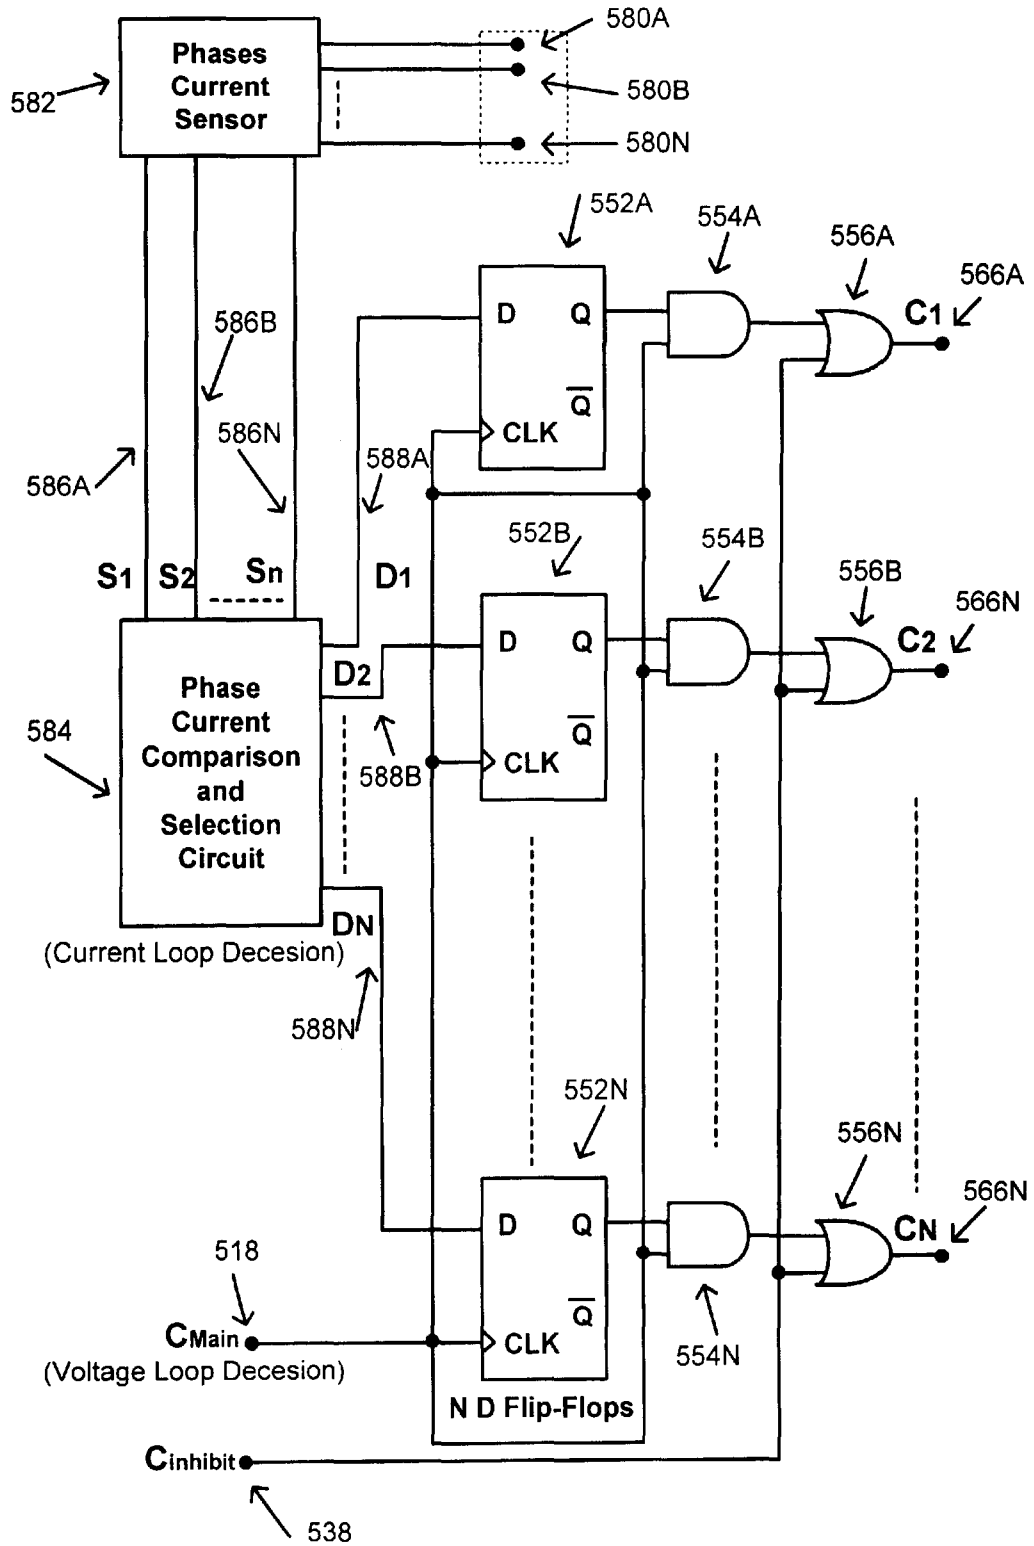 580A
Phases
Current
Sensor
582
580B
580N
552A
554A
556A
566A
C1
D
Q
Q
CLK
586B
586N
586A
588A
S1
S2
Sn
D1
552B
554B
556B
566N
C2
D
Q
Q
CLK
D2
588B
Phase
Current
Comparison
and
Selection
Circuit
584
DN
(Current Loop Decesion)
588N
552N
556N
566N
CN
D
Q
Q
CLK
554N
518
CMain
(Voltage Loop Decesion)
N D Flip-Flops
Cinhibit
538